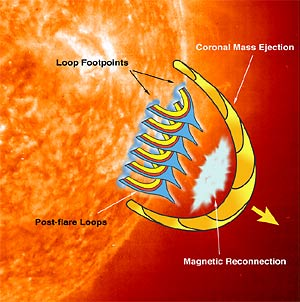 Coronal Mass Ejection
Loop Footpoints
Post-flare Loops
Magnetic Reconnection